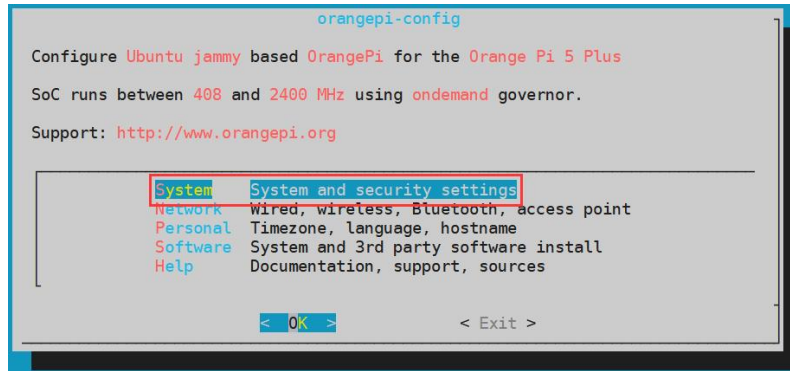 orangepi-config
Configure Ubuntu jammy based OrangePi for the Orange Pi 5 Plus
SoC runs between 408 and 2400 MHz using ondemand governor.
Support: http://www.orangepi.org
System System and security settings
Network Wired, wireless, Bluetooth, access point
Personal Timezone, language, hostname
Software System and 3rd party software install
Help Documentation, support, sources
< OK > < Exit >